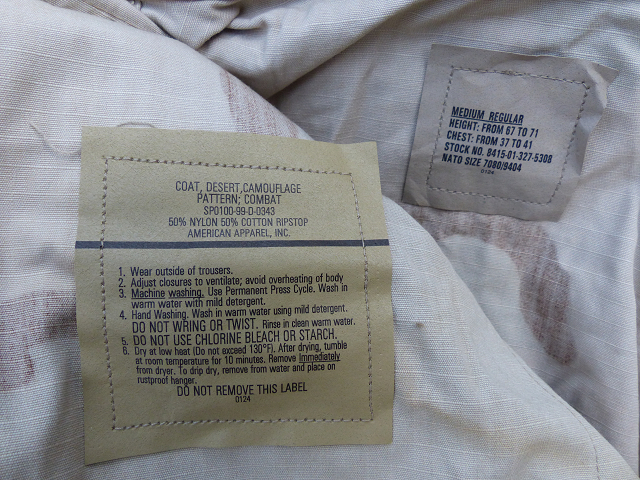 COAT, DESERT,CAMOUFLAGE
PATTERN; COMBAT
SP0100-99-D-0343
50% NYLON 50% COTTON RIPSTOP
AMERICAN APPAREL, INC.
1. Wear outside of trousers.
2. Adjust closures to ventilate; avoid overheating of body
3. Machine washing. Use Permanent Press Cycle. Wash in
warm water with mild detergent.
4. Hand Washing. Wash in warm water using mild detergent.
DO NOT WRING OR TWIST. Rinse in clean warm water.
5. DO NOT USE CHLORINE BLEACH OR STARCH.
6. Dry at low heat (Do not exceed 130°F). After drying, tumble
at room temperature for 10 minutes. Remove immediately
from dryer. To drip dry, remove from water and place on
rustproof hanger.
DO NOT REMOVE THIS LABEL
0124
MEDIUM REGULAR
HEIGHT: FROM 67 TO 71
CHEST: FROM 37 TO 41
STOCK NO. 8415-01-327-5308
NATO SIZE 7080/9404
0124